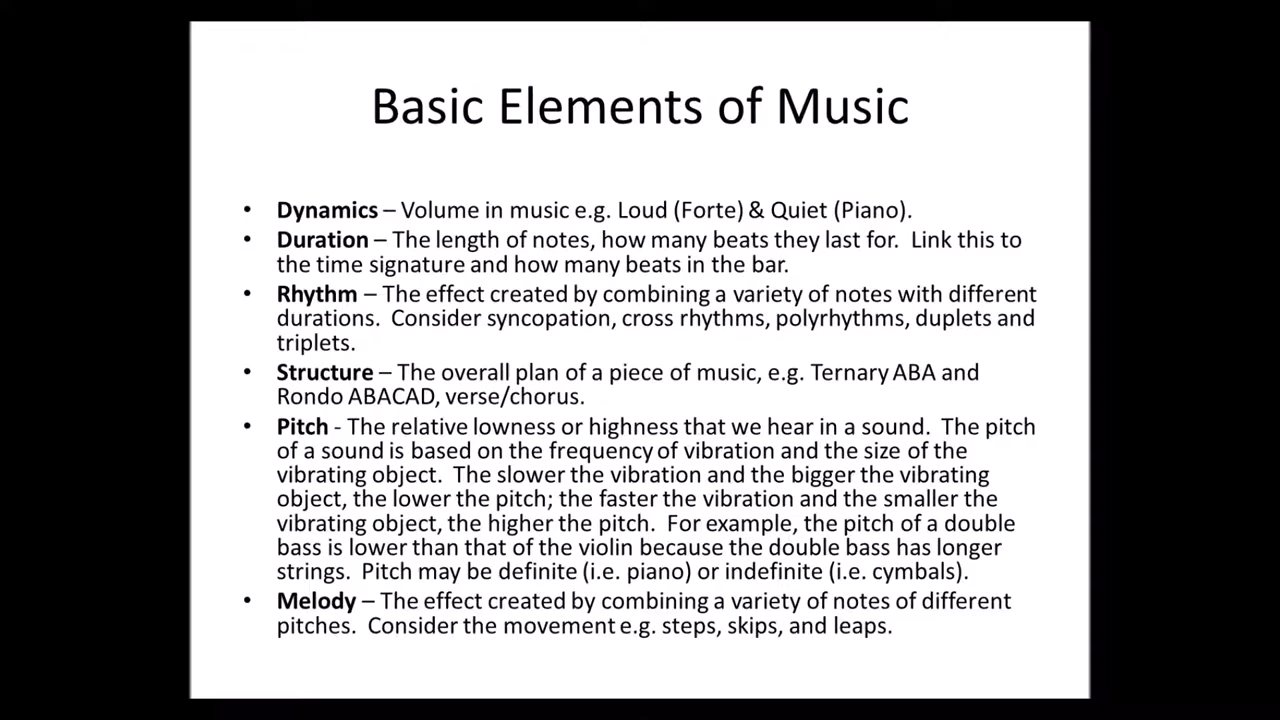 Basic Elements of Music
• Dynamics – Volume in music e.g. Loud (Forte) & Quiet (Piano).
• Duration – The length of notes, how many beats they last for. Link this to
the time signature and how many beats in the bar.
• Rhythm – The effect created by combining a variety of notes with different
durations. Consider syncopation, cross rhythms, polyrhythms, duplets and
triplets.
• Structure – The overall plan of a piece of music, e.g. Ternary ABA and
Rondo ABACAD, verse/chorus.
• Pitch - The relative lowness or highness that we hear in a sound. The pitch
of a sound is based on the frequency of vibration and the size of the
vibrating object. The slower the vibration and the bigger the vibrating
object, the lower the pitch; the faster the vibration and the smaller the
vibrating object, the higher the pitch. For example, the pitch of a double
bass is lower than that of the violin because the double bass has longer
strings. Pitch may be definite (i.e. piano) or indefinite (i.e. cymbals).
• Melody – The effect created by combining a variety of notes of different
pitches. Consider the movement e.g. steps, skips, and leaps.